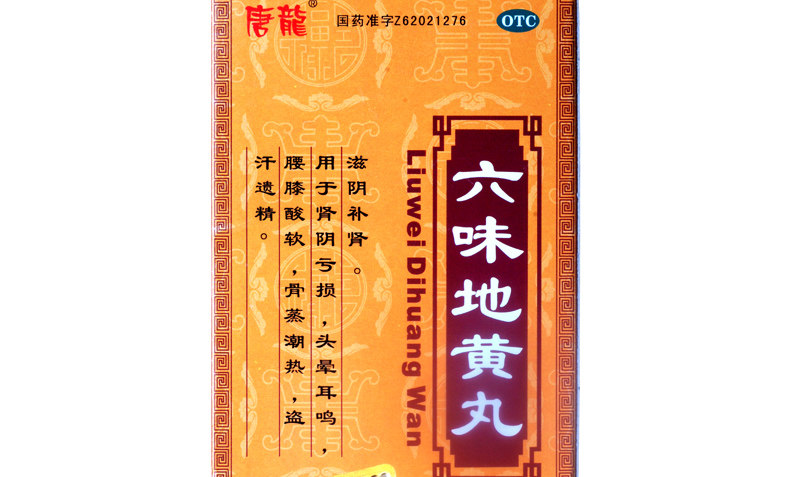 唐龍®
国药准字Z62021276
OTC
六味地黄丸
Liuwei Dihuang Wan
滋阴补肾。
用于肾阴亏损，头晕耳鸣，
腰膝酸软，骨蒸潮热，盗
汗遗精。